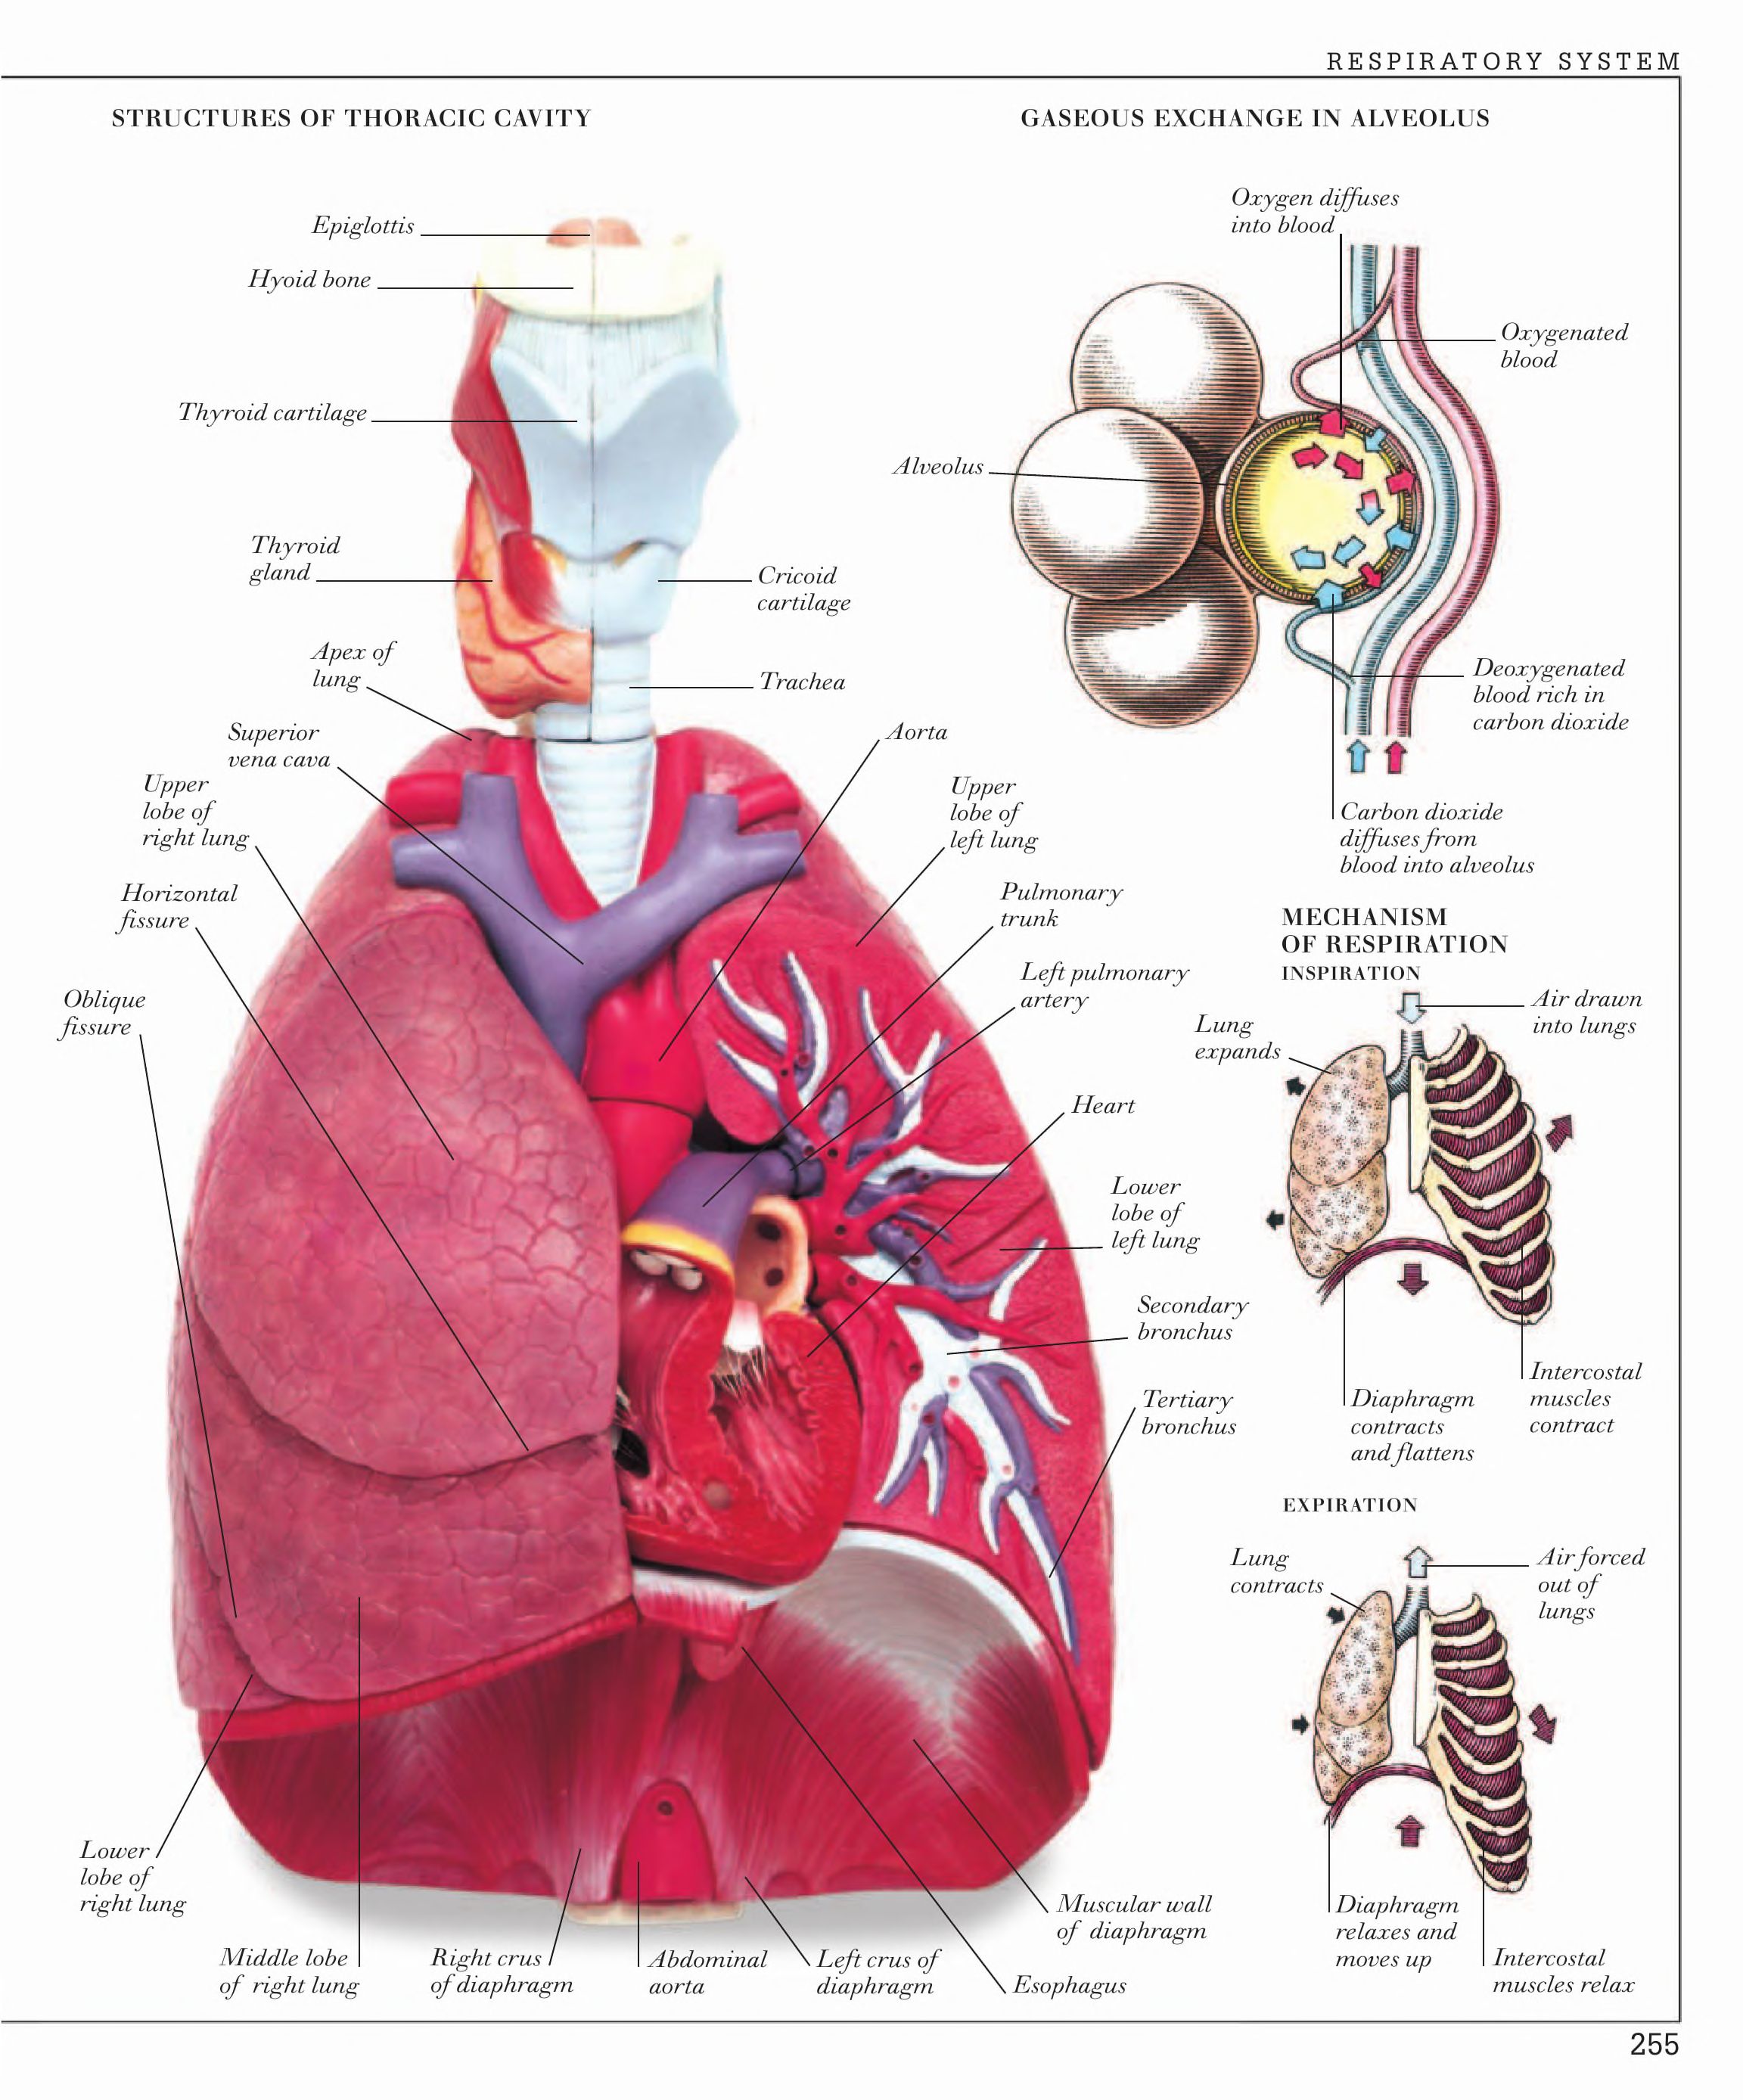 RESPIRATORY SYSTEM
STRUCTURES OF THORACIC CAVITY
Epiglottis
Hyoid bone
Thyroid cartilage
Thyroid
gland
Cricoid
cartilage
Apex of
lung
Trachea
Superior
vena cava
Aorta
Upper
lobe of
right lung
Upper
lobe of
left lung
Horizontal
fissure
Pulmonary
trunk
Oblique
fissure
Left pulmonary
artery
Heart
Lower
lobe of
left lung
Secondary
bronchus
Tertiary
bronchus
Lower
lobe of
right lung
Middle lobe
of right lung
Right crus
of diaphragm
Abdominal
aorta
Left crus of
diaphragm
Esophagus
Muscular wall
of diaphragm
GASEOUS EXCHANGE IN ALVEOLUS
Oxygen diffuses
into blood
Oxygenated
blood
Alveolus
Deoxygenated
blood rich in
carbon dioxide
Carbon dioxide
diffuses from
blood into alveolus
MECHANISM
OF RESPIRATION
INSPIRATION
Air drawn
into lungs
Lung
expands
Diaphragm
contracts
and flattens
Intercostal
muscles
contract
EXPIRATION
Lung
contracts
Air forced
out of
lungs
Diaphragm
relaxes and
moves up
Intercostal
muscles relax
255